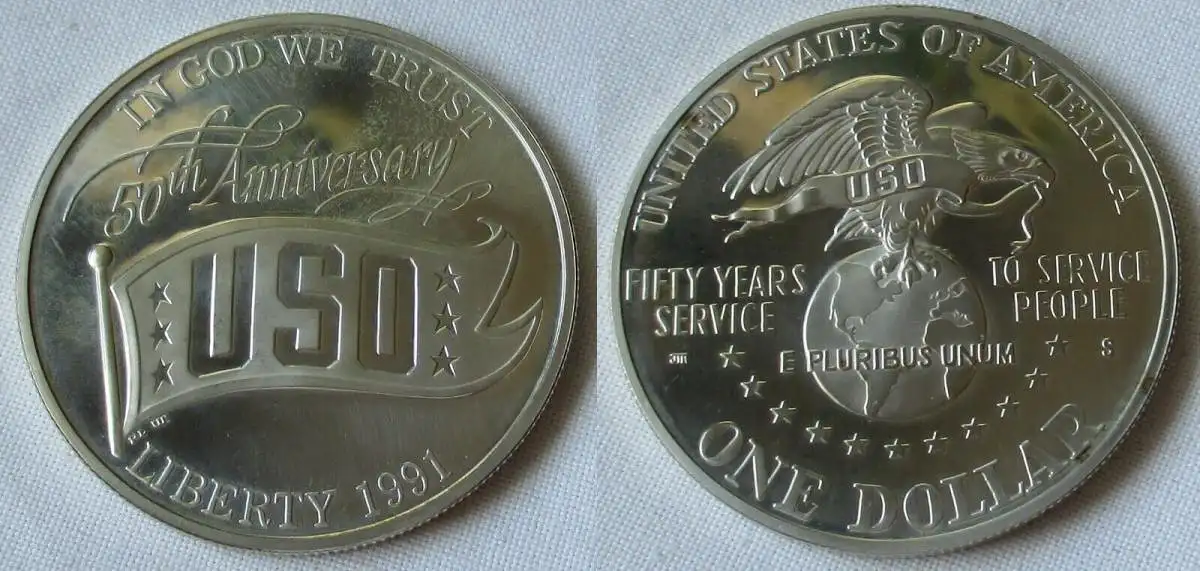 IN GOD WE TRUST
50th Anniversary
USO
LIBERTY 1991
UNITED STATES OF AMERICA
USO
FIFTY YEARS
SERVICE
TO SERVICE
PEOPLE
E PLURIBUS UNUM
S
ONE DOLLAR